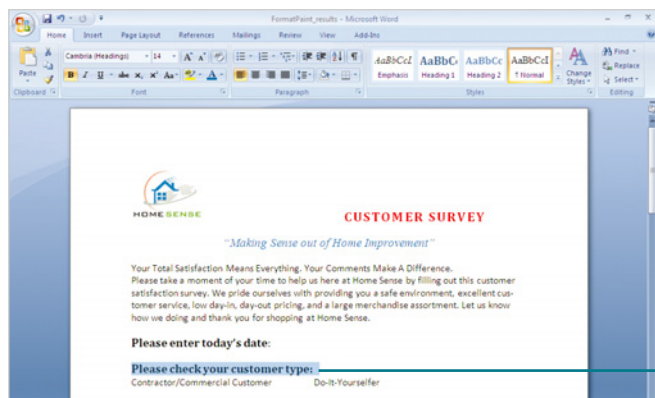 FormatPaint_results - Microsoft Word
Home Insert Page Layout References Mailings Review View Add-Ins
Cambria (Headings) 14 A A
Paste
B I U abe x, x' Aa A
AaBbCcI AaBbC AaBbCc AaBbCcI
Emphasis Heading 1 Heading 2 ¶ Normal
Change Styles
Find
Replace
Select
Clipboard Font Paragraph Styles Editing
HOME SENSE
CUSTOMER SURVEY
"Making Sense out of Home Improvement"
Your Total Satisfaction Means Everything. Your Comments Make A Difference.
Please take a moment of your time to help us here at Home Sense by filling out this customer
satisfaction survey. We pride ourselves with providing you a safe environment, excellent cus-
tomer service, low day-in, day-out pricing, and a large merchandise assortment. Let us know
how we doing and thank you for shopping at Home Sense.
Please enter today's date:
Please check your customer type:
Contractor/Commercial Customer Do-It-Yourselfer